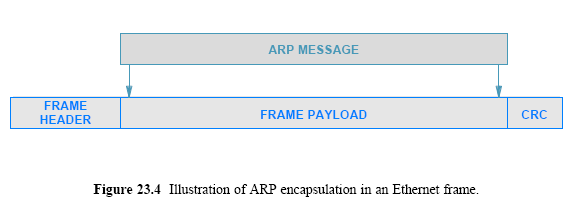 ARP MESSAGE
FRAME
HEADER
FRAME PAYLOAD
CRC
Figure 23.4 Illustration of ARP encapsulation in an Ethernet frame.